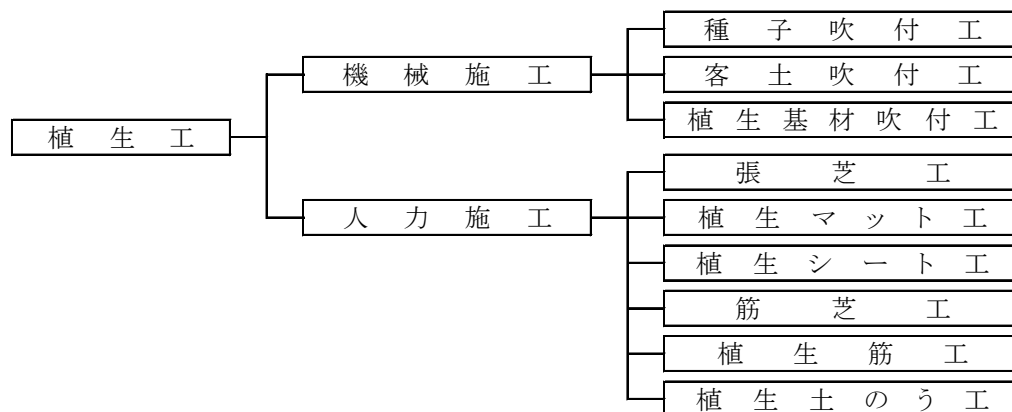 植生工
機械施工
種子吹付工
客土吹付工
植生基材吹付工
人力施工
張芝工
植生マット工
植生シート工
筋芝工
植生筋工
植生土のう工